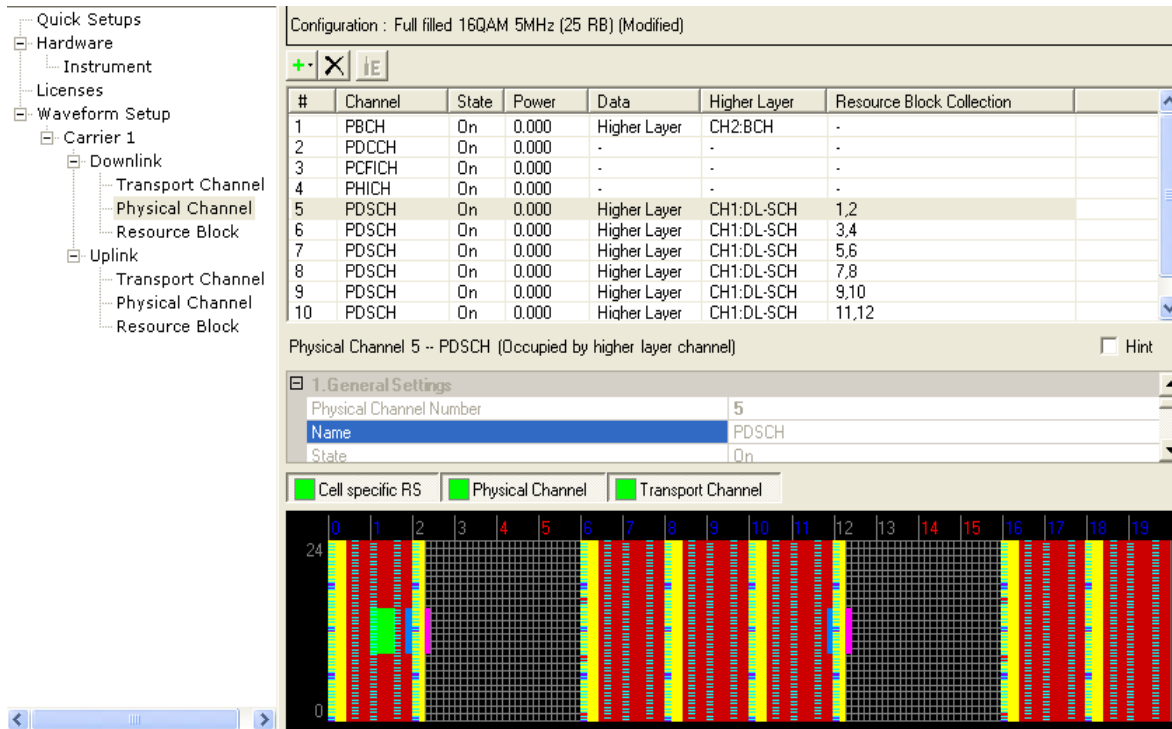 Quick Setups
Hardware
Instrument
Licenses
Waveform Setup
Carrier 1
Downlink
Transport Channel
Physical Channel
Resource Block
Uplink
Transport Channel
Physical Channel
Resource Block
Configuration : Full filled 16QAM 5MHz (25 RB) (Modified)
# Channel State Power Data Higher Layer Resource Block Collection
1 PBCH On 0.000 Higher Layer CH2:BCH -
2 PDCCH On 0.000 - - -
3 PCFICH On 0.000 - - -
4 PHICH On 0.000 - - -
5 PDSCH On 0.000 Higher Layer CH1:DL-SCH 1,2
6 PDSCH On 0.000 Higher Layer CH1:DL-SCH 3,4
7 PDSCH On 0.000 Higher Layer CH1:DL-SCH 5,6
8 PDSCH On 0.000 Higher Layer CH1:DL-SCH 7,8
9 PDSCH On 0.000 Higher Layer CH1:DL-SCH 9,10
10 PDSCH On 0.000 Higher Layer CH1:DL-SCH 11,12
Physical Channel 5 -- PDSCH (Occupied by higher layer channel) Hint
1.General Settings
Physical Channel Number 5
Name PDSCH
State On
Cell specific RS Physical Channel Transport Channel
0 1 2 3 4 5 6 7 8 9 10 11 12 13 14 15 16 17 18 19
24
0